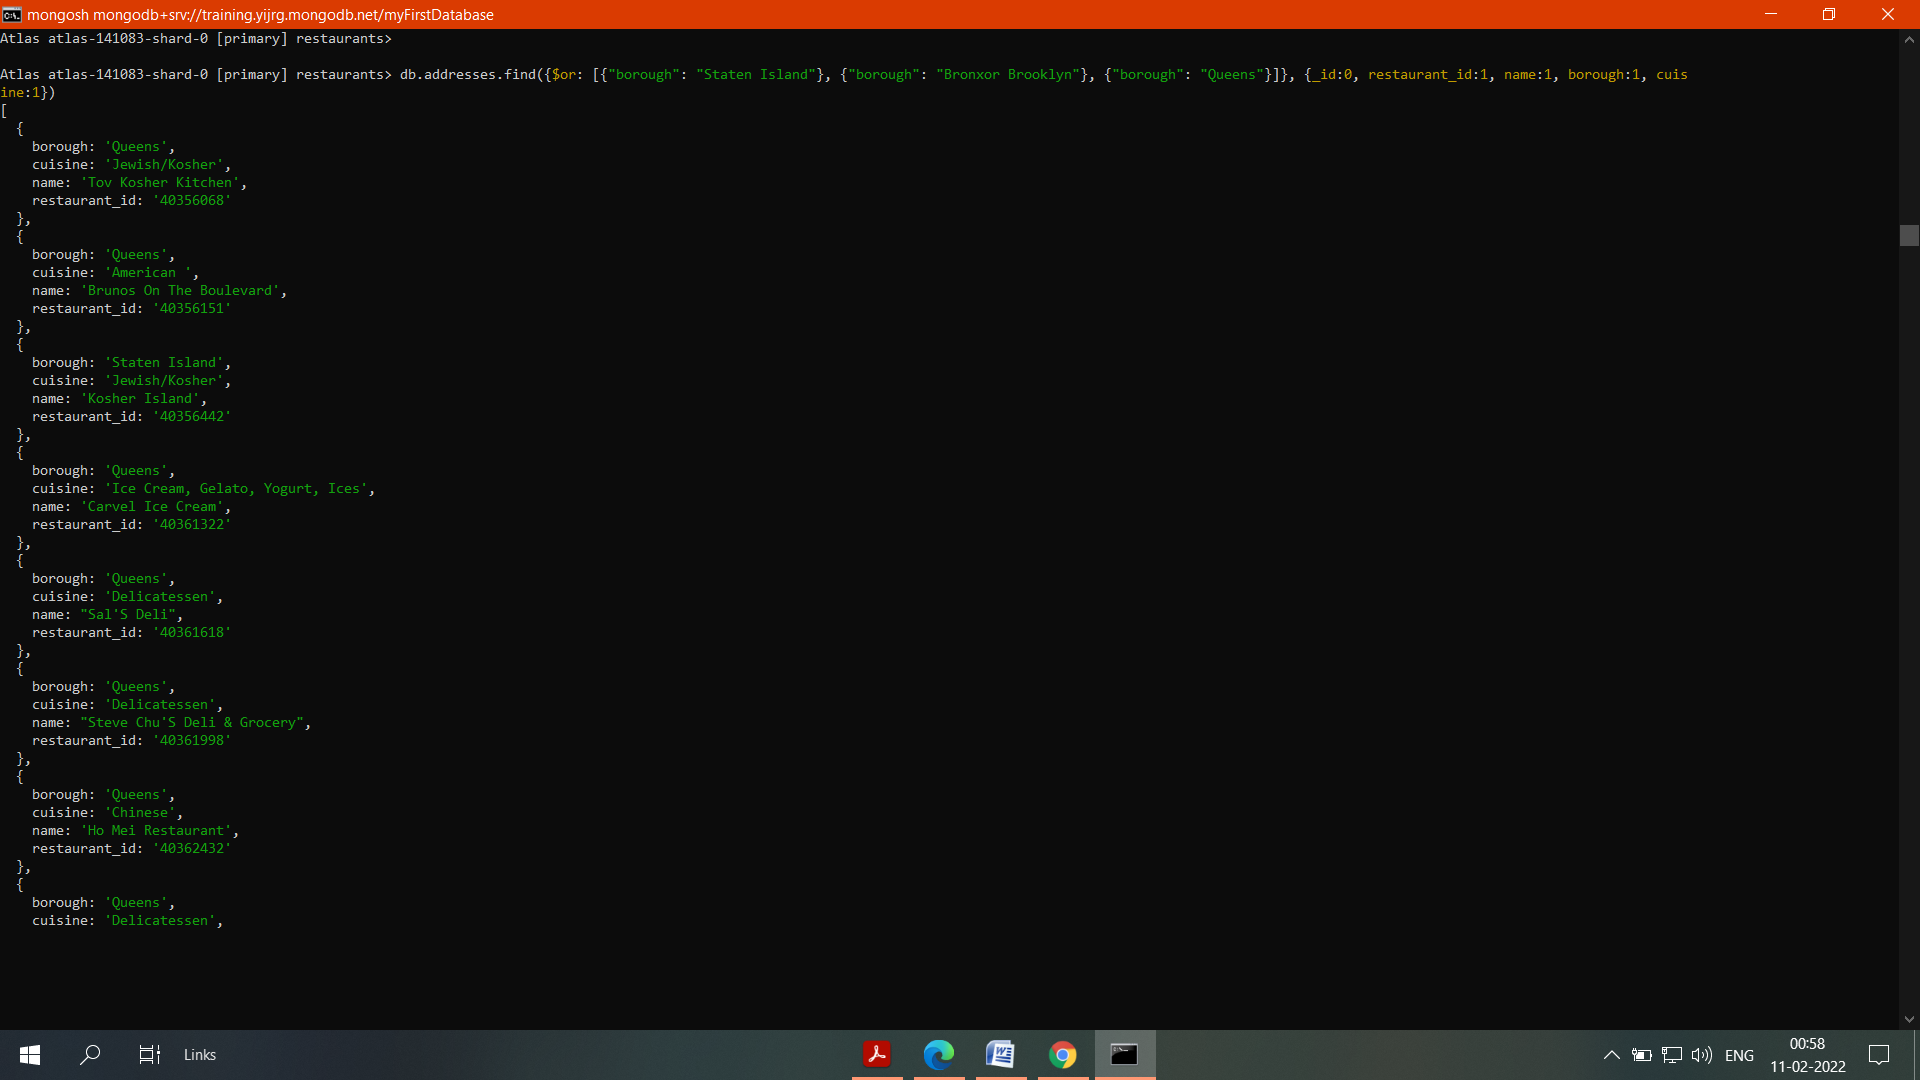 mongosh mongodb+srv://training.yijrg.mongodb.net/myFirstDatabase
Atlas atlas-141083-shard-0 [primary] restaurants>
Atlas atlas-141083-shard-0 [primary] restaurants> db.addresses.find({$or: [{"borough": "Staten Island"}, {"borough": "Bronxor Brooklyn"}, {"borough": "Queens"}]}, {_id:0, restaurant_id:1, name:1, borough:1, cuis
ine:1})
[
  {
    borough: 'Queens',
    cuisine: 'Jewish/Kosher',
    name: 'Tov Kosher Kitchen',
    restaurant_id: '40356068'
  },
  {
    borough: 'Queens',
    cuisine: 'American ',
    name: 'Brunos On The Boulevard',
    restaurant_id: '40356151'
  },
  {
    borough: 'Staten Island',
    cuisine: 'Jewish/Kosher',
    name: 'Kosher Island',
    restaurant_id: '40356442'
  },
  {
    borough: 'Queens',
    cuisine: 'Ice Cream, Gelato, Yogurt, Ices',
    name: 'Carvel Ice Cream',
    restaurant_id: '40361322'
  },
  {
    borough: 'Queens',
    cuisine: 'Delicatessen',
    name: "Sal'S Deli",
    restaurant_id: '40361618'
  },
  {
    borough: 'Queens',
    cuisine: 'Delicatessen',
    name: "Steve Chu'S Deli & Grocery",
    restaurant_id: '40361998'
  },
  {
    borough: 'Queens',
    cuisine: 'Chinese',
    name: 'Ho Mei Restaurant',
    restaurant_id: '40362432'
  },
  {
    borough: 'Queens',
    cuisine: 'Delicatessen',
Links
ENG
00:58
11-02-2022